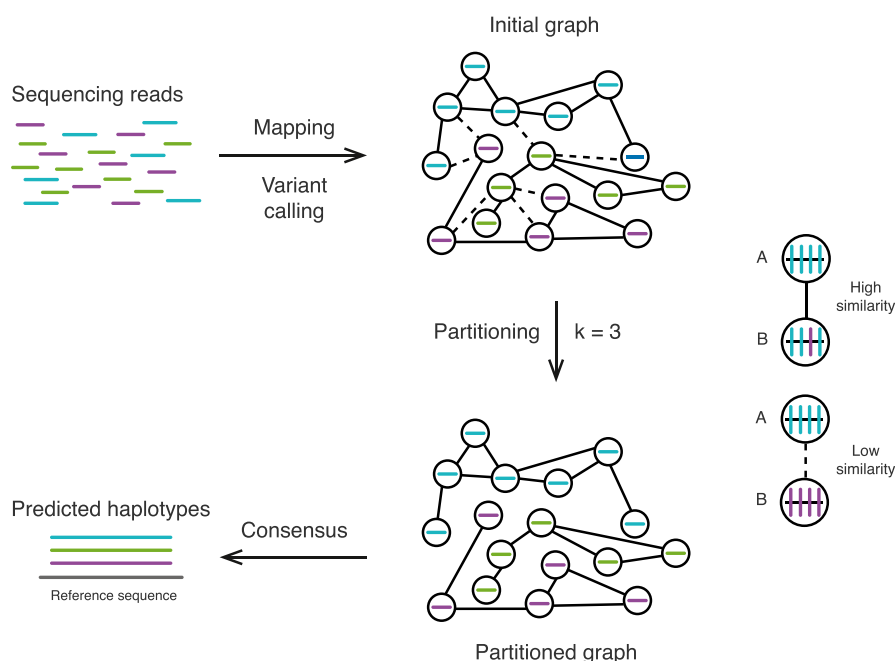 Initial graph
Sequencing reads
Mapping
Variant
calling
A
High
similarity
B
Partitioning
k = 3
A
Low
similarity
B
Predicted haplotypes
Consensus
Reference sequence
Partitioned graph